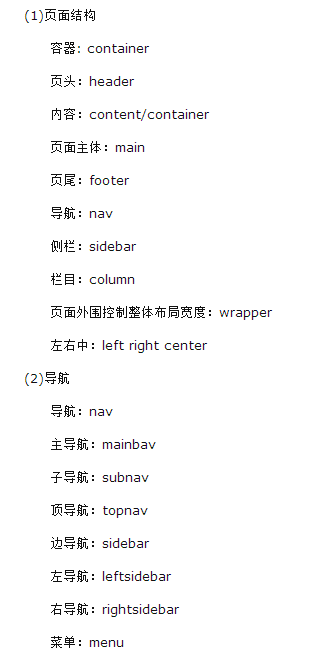 (1)页面结构
容器: container
页头：header
内容：content/container
页面主体：main
页尾：footer
导航：nav
侧栏：sidebar
栏目：column
页面外围控制整体布局宽度：wrapper
左右中：left right center
(2)导航
导航：nav
主导航：mainbav
子导航：subnav
顶导航：topnav
边导航：sidebar
左导航：leftsidebar
右导航：rightsidebar
菜单：menu